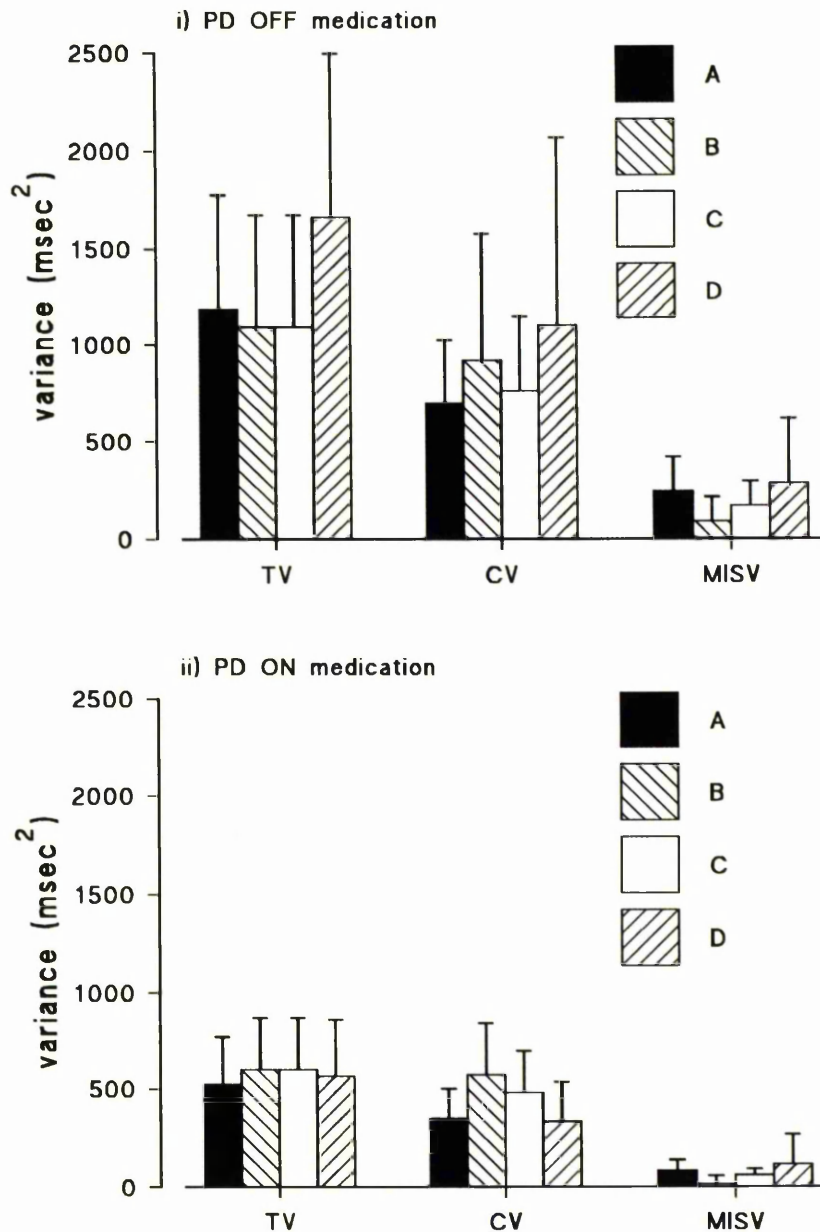 i) PD OFF medication
2500
2000
1500
1000
500
0
variance (msec²)
A
B
C
D
TV CV MISV
ii) PD ON medication
2500
2000
1500
1000
500
0
variance (msec²)
A
B
C
D
TV CV MISV